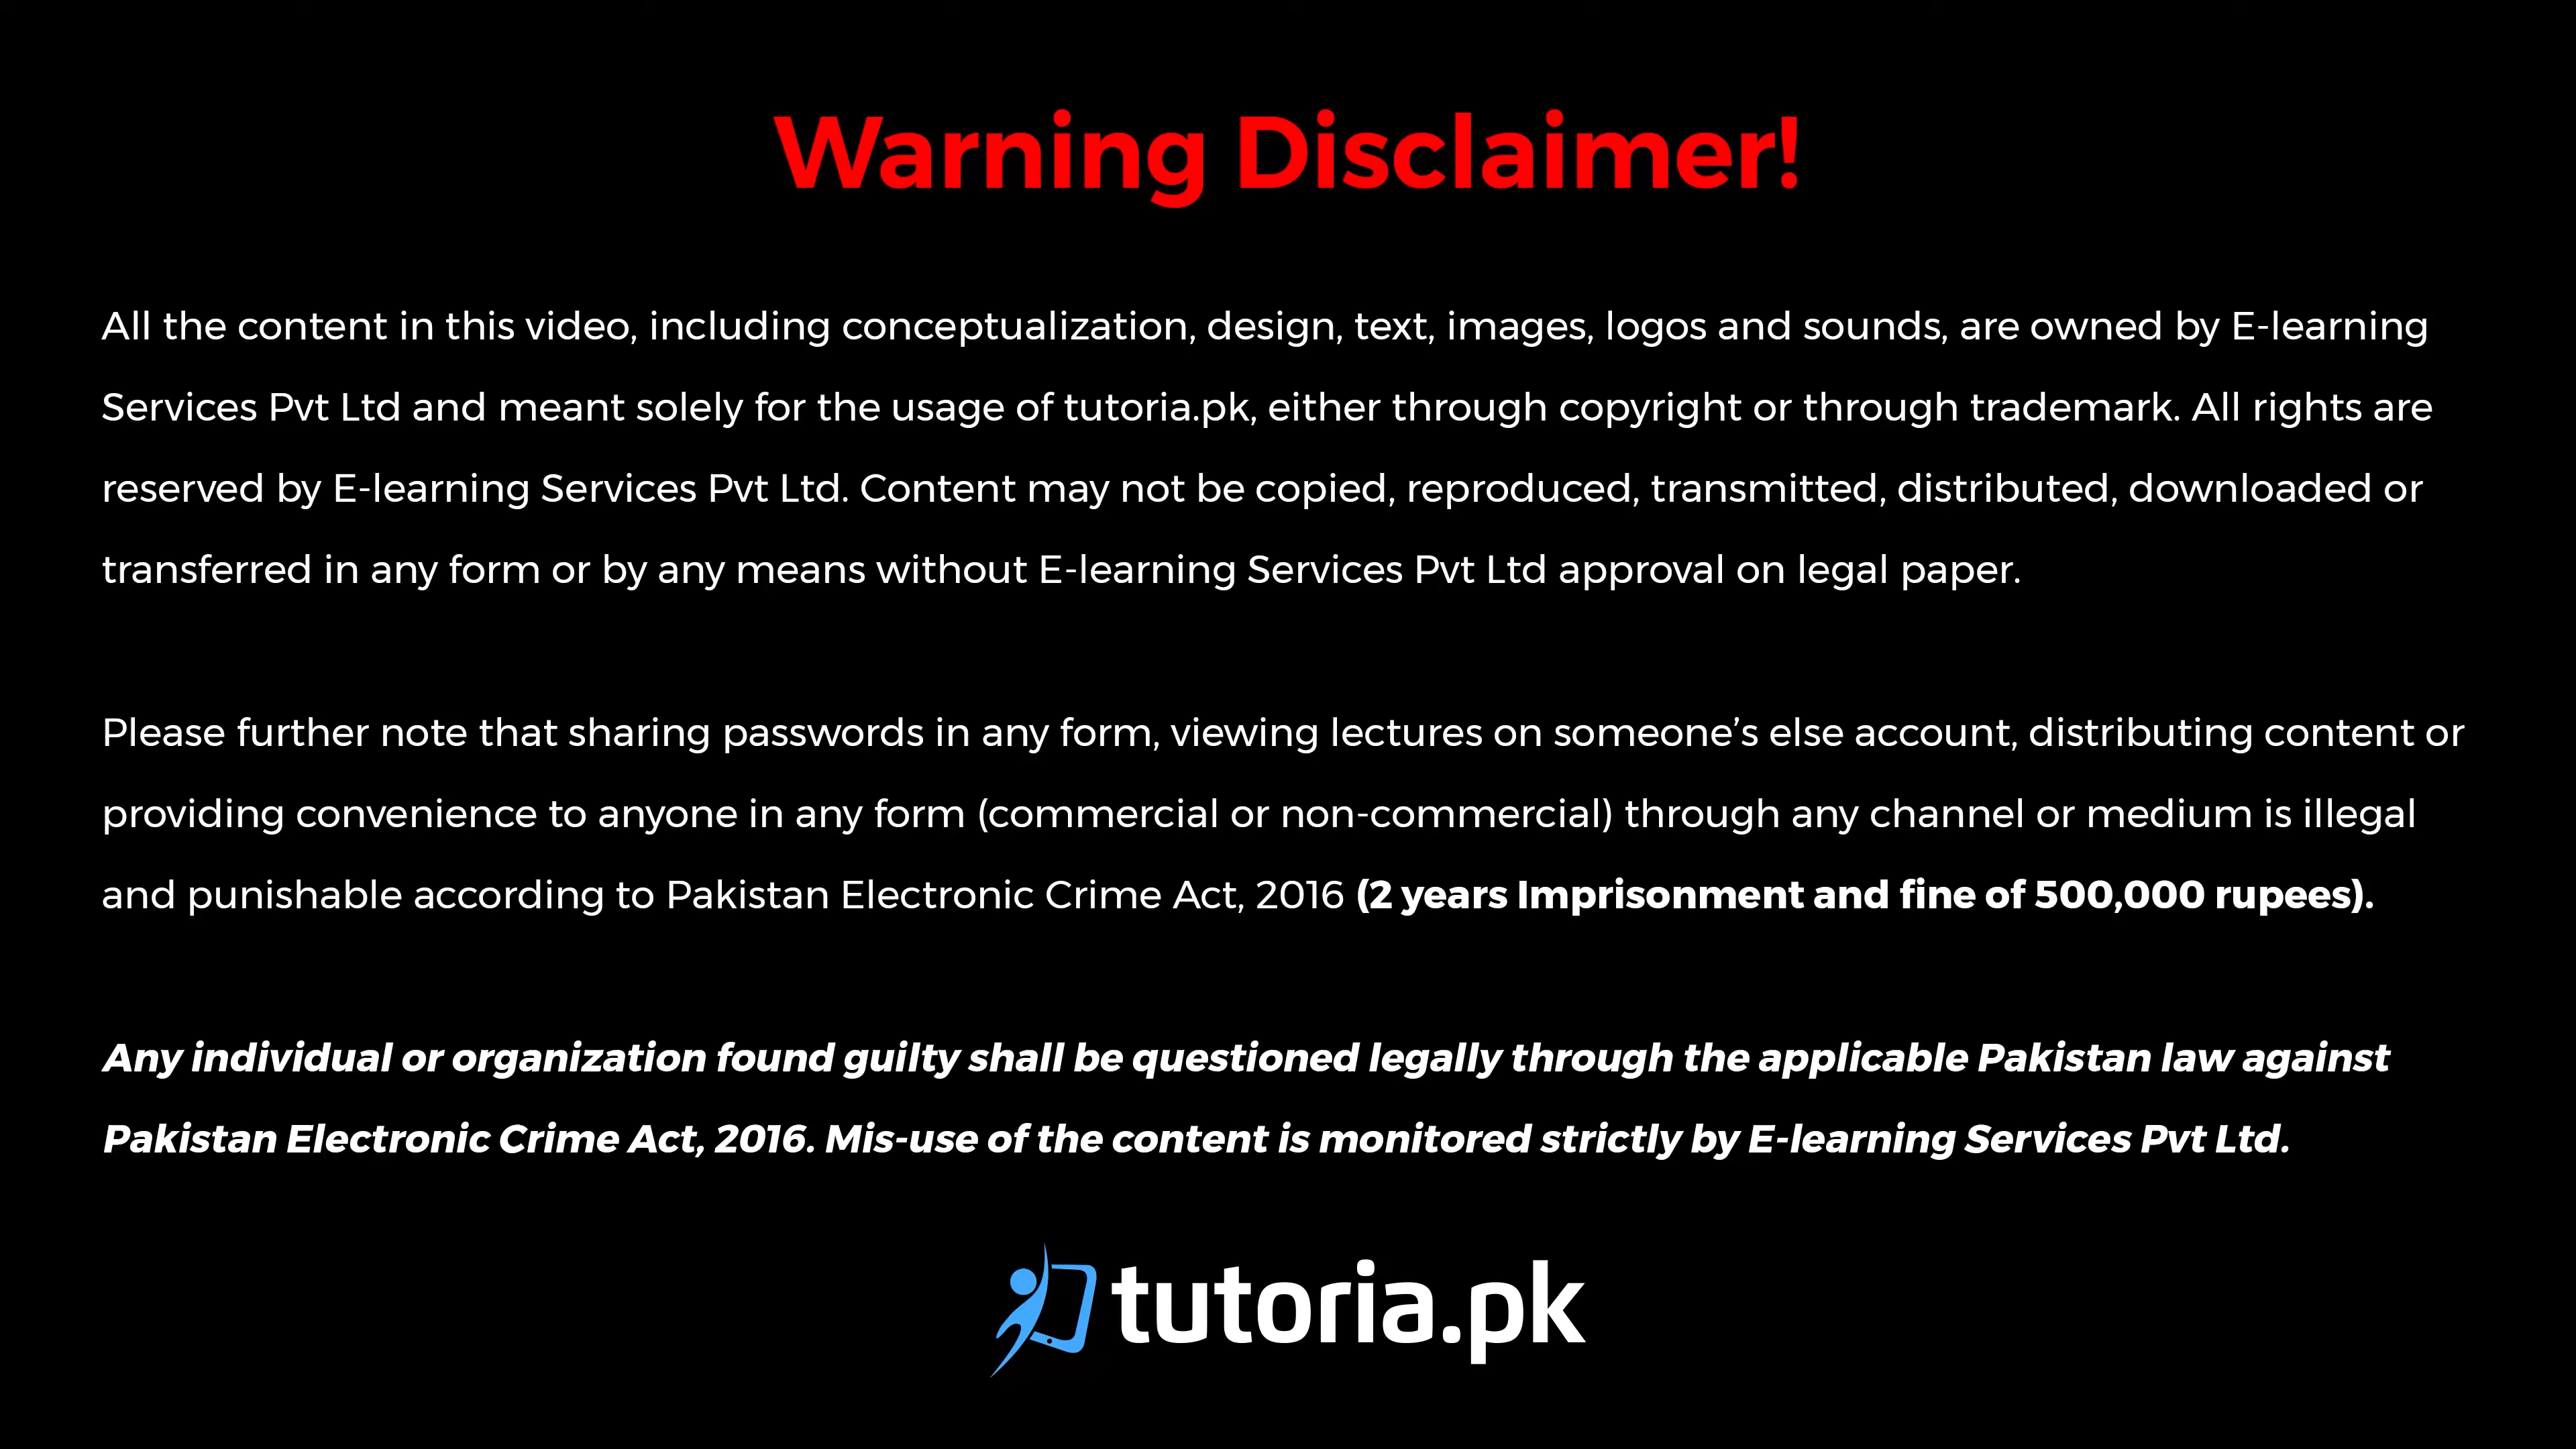 Warning Disclaimer!
All the content in this video, including conceptualization, design, text, images, logos and sounds, are owned by E-learning
Services Pvt Ltd and meant solely for the usage of tutoria.pk, either through copyright or through trademark. All rights are
reserved by E-learning Services Pvt Ltd. Content may not be copied, reproduced, transmitted, distributed, downloaded or
transferred in any form or by any means without E-learning Services Pvt Ltd approval on legal paper.
Please further note that sharing passwords in any form, viewing lectures on someone’s else account, distributing content or
providing convenience to anyone in any form (commercial or non-commercial) through any channel or medium is illegal
and punishable according to Pakistan Electronic Crime Act, 2016 (2 years Imprisonment and fine of 500,000 rupees).
Any individual or organization found guilty shall be questioned legally through the applicable Pakistan law against
Pakistan Electronic Crime Act, 2016. Mis-use of the content is monitored strictly by E-learning Services Pvt Ltd.
tutoria.pk